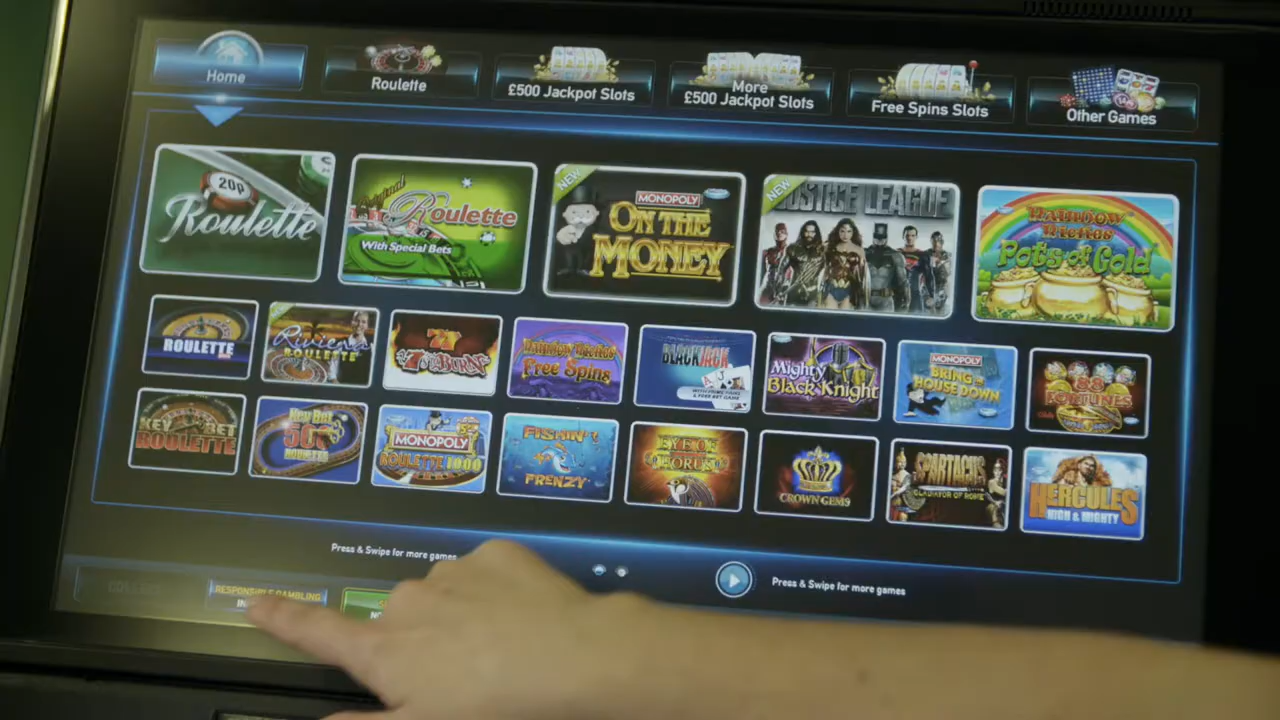 Home
Roulette
£500 Jackpot Slots
More
£500 Jackpot Slots
Free Spins Slots
Other Games
20p
Roulette
Original
Roulette
With Special Bets
NEW
MONOPOLY
ON THE
MONEY
NEW
JUSTICE LEAGUE
Rainbow
Riches
Pots of Gold
ROULETTE
Riviera
ROULETTE
7's to BURN
Rainbow Riches
Free Spins
BLACKJACK
Mighty
Black Knight
MONOPOLY
BRING the
HOUSE DOWN
88
FORTUNES
KEY BET
ROULETTE
Key Bet
500
ROULETTE
MONOPOLY
ROULETTE 1000
FISHIN'
FRENZY
EYE OF
HORUS
CROWN GEMS
SPARTACUS
GLADIATOR OF ROME
HERCULES
HIGH & MIGHTY
Press & Swipe for more games
Press & Swipe for more games
RESPONSIBLE GAMBLING